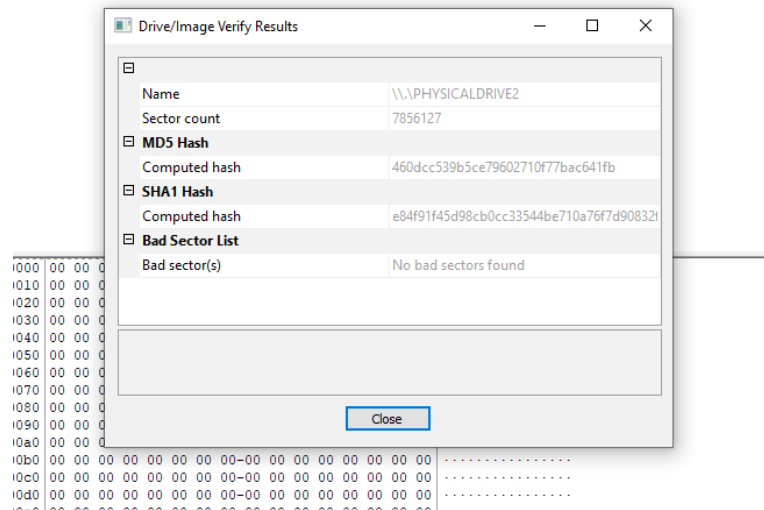 Drive/Image Verify Results
Name \\.\PHYSICALDRIVE2
Sector count 7856127
MD5 Hash
Computed hash 460dcc539b5ce79602710f77bac641fb
SHA1 Hash
Computed hash e84f91f45d98cb0cc33544be710a76f7d90832
Bad Sector List
Bad sector(s) No bad sectors found
Close
0000 00 00
0010 00 00
0020 00 00
0030 00 00
0040 00 00
0050 00 00
0060 00 00
0070 00 00
0080 00 00
0090 00 00
00a0 00 00
00b0 00 00 00 00 00 00 00 00-00 00 00 00 00 00 00 00 ................
00c0 00 00 00 00 00 00 00 00-00 00 00 00 00 00 00 00 ................
00d0 00 00 00 00 00 00 00 00-00 00 00 00 00 00 00 00 ................